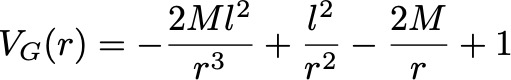 $V_G(r) = -\frac{2Ml^2}{r^3} + \frac{l^2}{r^2} - \frac{2M}{r} + 1$